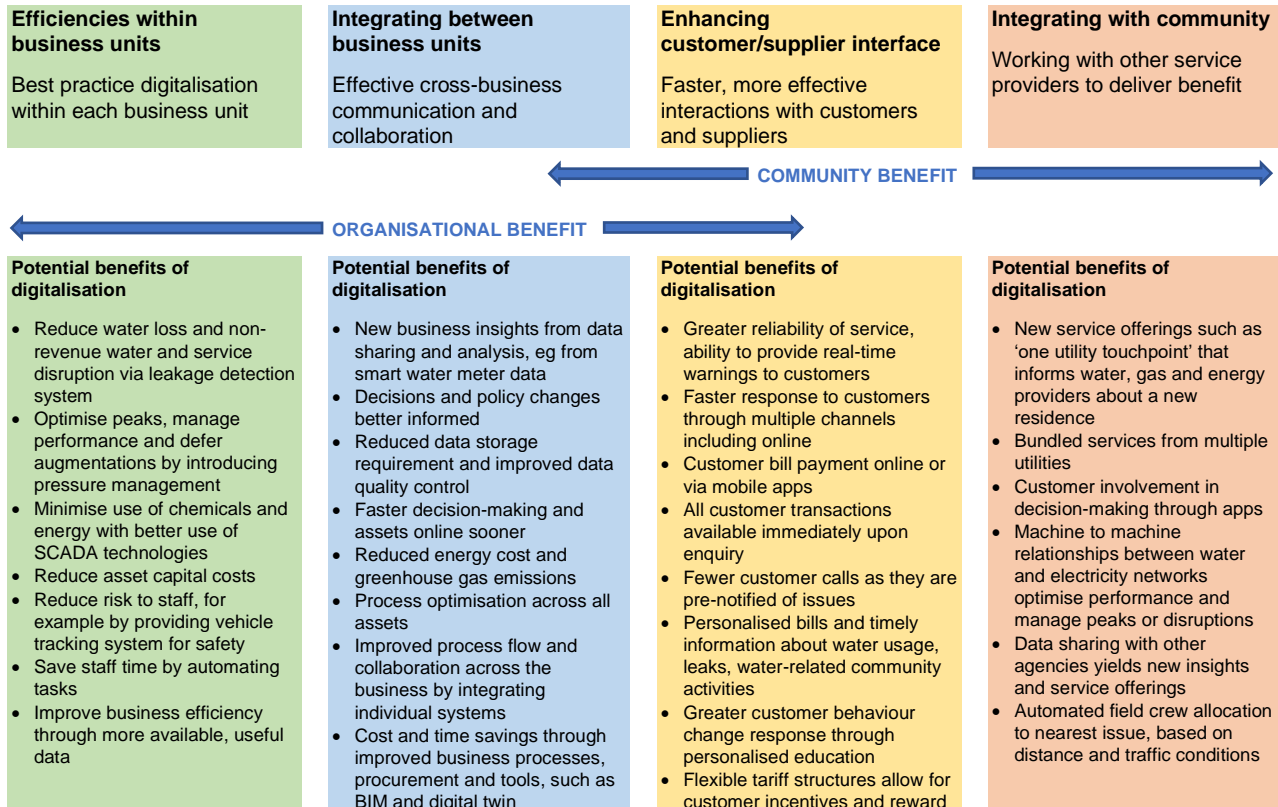 Efficiencies within
business units
Best practice digitalisation
within each business unit
Integrating between
business units
Effective cross-business
communication and
collaboration
Enhancing
customer/supplier interface
Faster, more effective
interactions with customers
and suppliers
Integrating with community
Working with other service
providers to deliver benefit
COMMUNITY BENEFIT
ORGANISATIONAL BENEFIT
Potential benefits of
digitalisation
• Reduce water loss and non-
revenue water and service
disruption via leakage detection
system
• Optimise peaks, manage
performance and defer
augmentations by introducing
pressure management
• Minimise use of chemicals and
energy with better use of
SCADA technologies
• Reduce asset capital costs
• Reduce risk to staff, for
example by providing vehicle
tracking system for safety
• Save staff time by automating
tasks
• Improve business efficiency
through more available, useful
data
Potential benefits of
digitalisation
• New business insights from data
sharing and analysis, eg from
smart water meter data
• Decisions and policy changes
better informed
• Reduced data storage
requirement and improved data
quality control
• Faster decision-making and
assets online sooner
• Reduced energy cost and
greenhouse gas emissions
• Process optimisation across all
assets
• Improved process flow and
collaboration across the
business by integrating
individual systems
• Cost and time savings through
improved business processes,
procurement and tools, such as
BIM and digital twin
Potential benefits of
digitalisation
• Greater reliability of service,
ability to provide real-time
warnings to customers
• Faster response to customers
through multiple channels
including online
• Customer bill payment online or
via mobile apps
• All customer transactions
available immediately upon
enquiry
• Fewer customer calls as they are
pre-notified of issues
• Personalised bills and timely
information about water usage,
leaks, water-related community
activities
• Greater customer behaviour
change response through
personalised education
• Flexible tariff structures allow for
customer incentives and reward
Potential benefits of
digitalisation
• New service offerings such as
‘one utility touchpoint’ that
informs water, gas and energy
providers about a new
residence
• Bundled services from multiple
utilities
• Customer involvement in
decision-making through apps
• Machine to machine
relationships between water
and electricity networks
optimise performance and
manage peaks or disruptions
• Data sharing with other
agencies yields new insights
and service offerings
• Automated field crew allocation
to nearest issue, based on
distance and traffic conditions